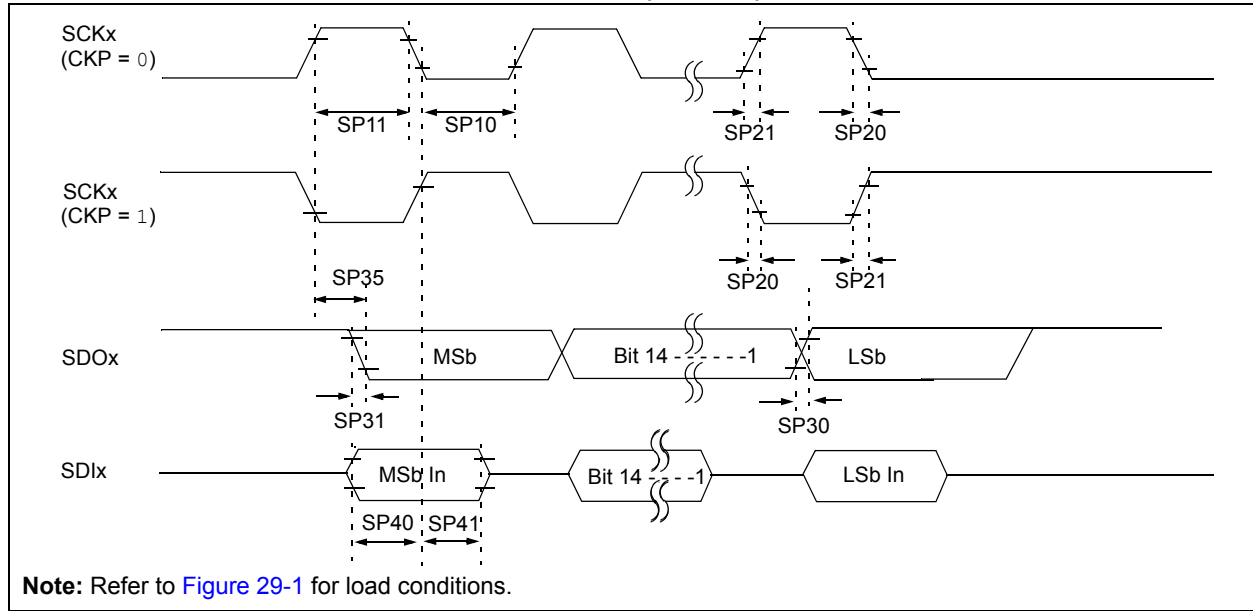 SCKx
(CKP = 0)
SP11
SP10
SP21
SP20
SCKx
(CKP = 1)
SP35
SP20
SP21
SDOx
MSb
Bit 14 - - - - - -1
LSb
SP31
SP30
SDIx
MSb In
Bit 14 - - - -1
LSb In
SP40
SP41
Note: Refer to Figure 29-1 for load conditions.